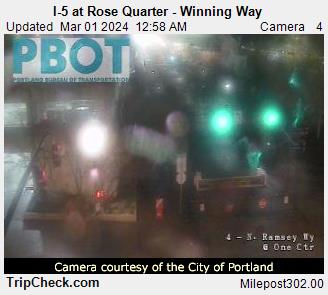 I-5 at Rose Quarter - Winning Way
Updated Mar 01 2024 12:58 AM Camera 4
PBOT
PORTLAND BUREAU OF TRANSPORTATION
4 - N. Ramsey Wy
@ One Ctr
Camera courtesy of the City of Portland
TripCheck.com Milepost302.00